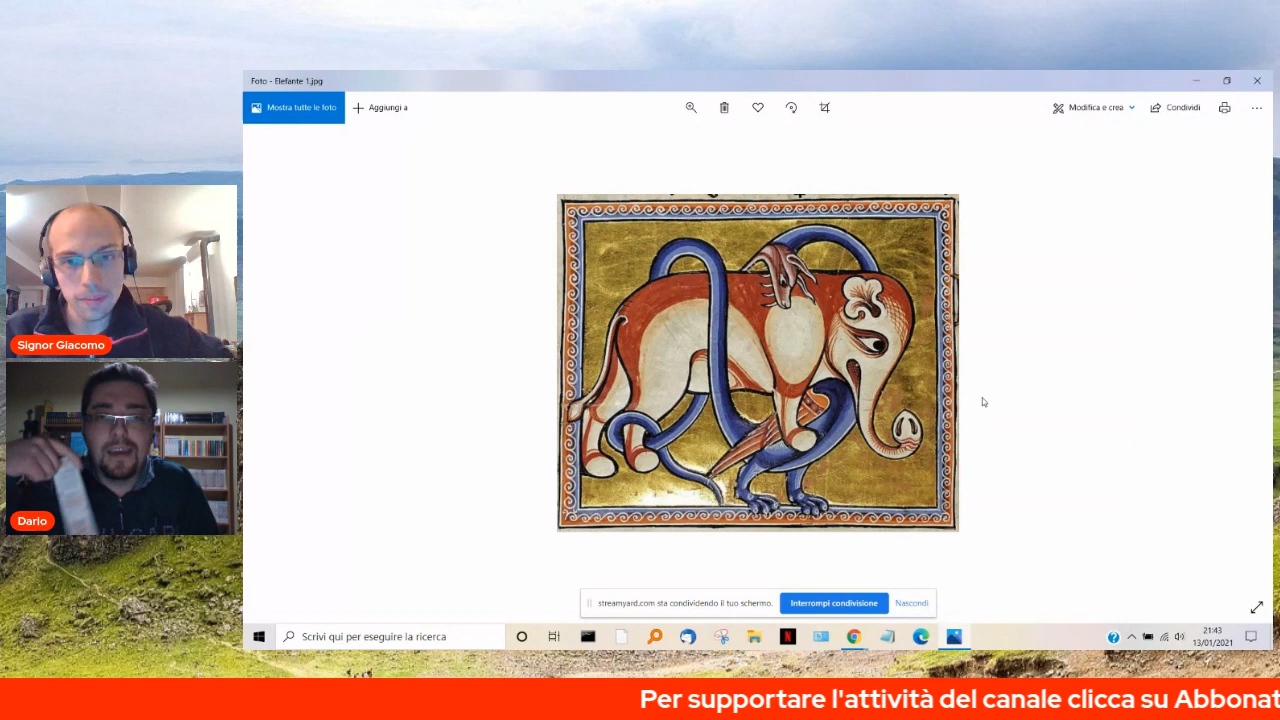 Foto - Elefante 1.jpg
Mostra tutte le foto
Aggiungi a
Modifica e crea
Condividi
Signor Giacomo
Dario
streamyard.com sta condividendo il tuo schermo.
Interrompi condivisione
Nascondi
Scrivi qui per eseguire la ricerca
21:43
13/01/2021
Per supportare l'attività del canale clicca su Abbonat